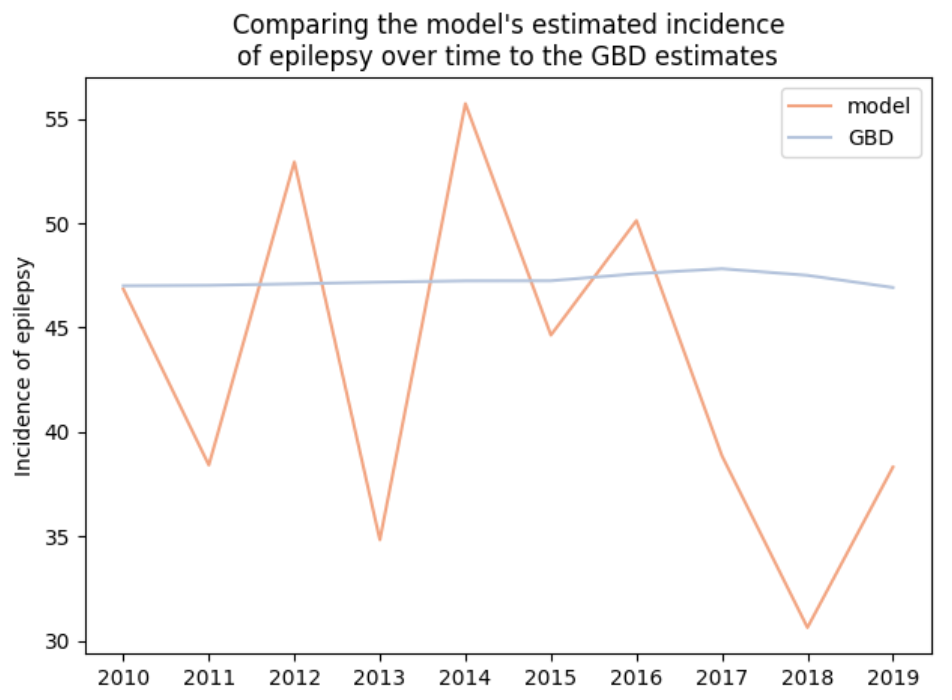 Comparing the model's estimated incidence
of epilepsy over time to the GBD estimates
model
GBD
Incidence of epilepsy
55
50
45
40
35
30
2010 2011 2012 2013 2014 2015 2016 2017 2018 2019